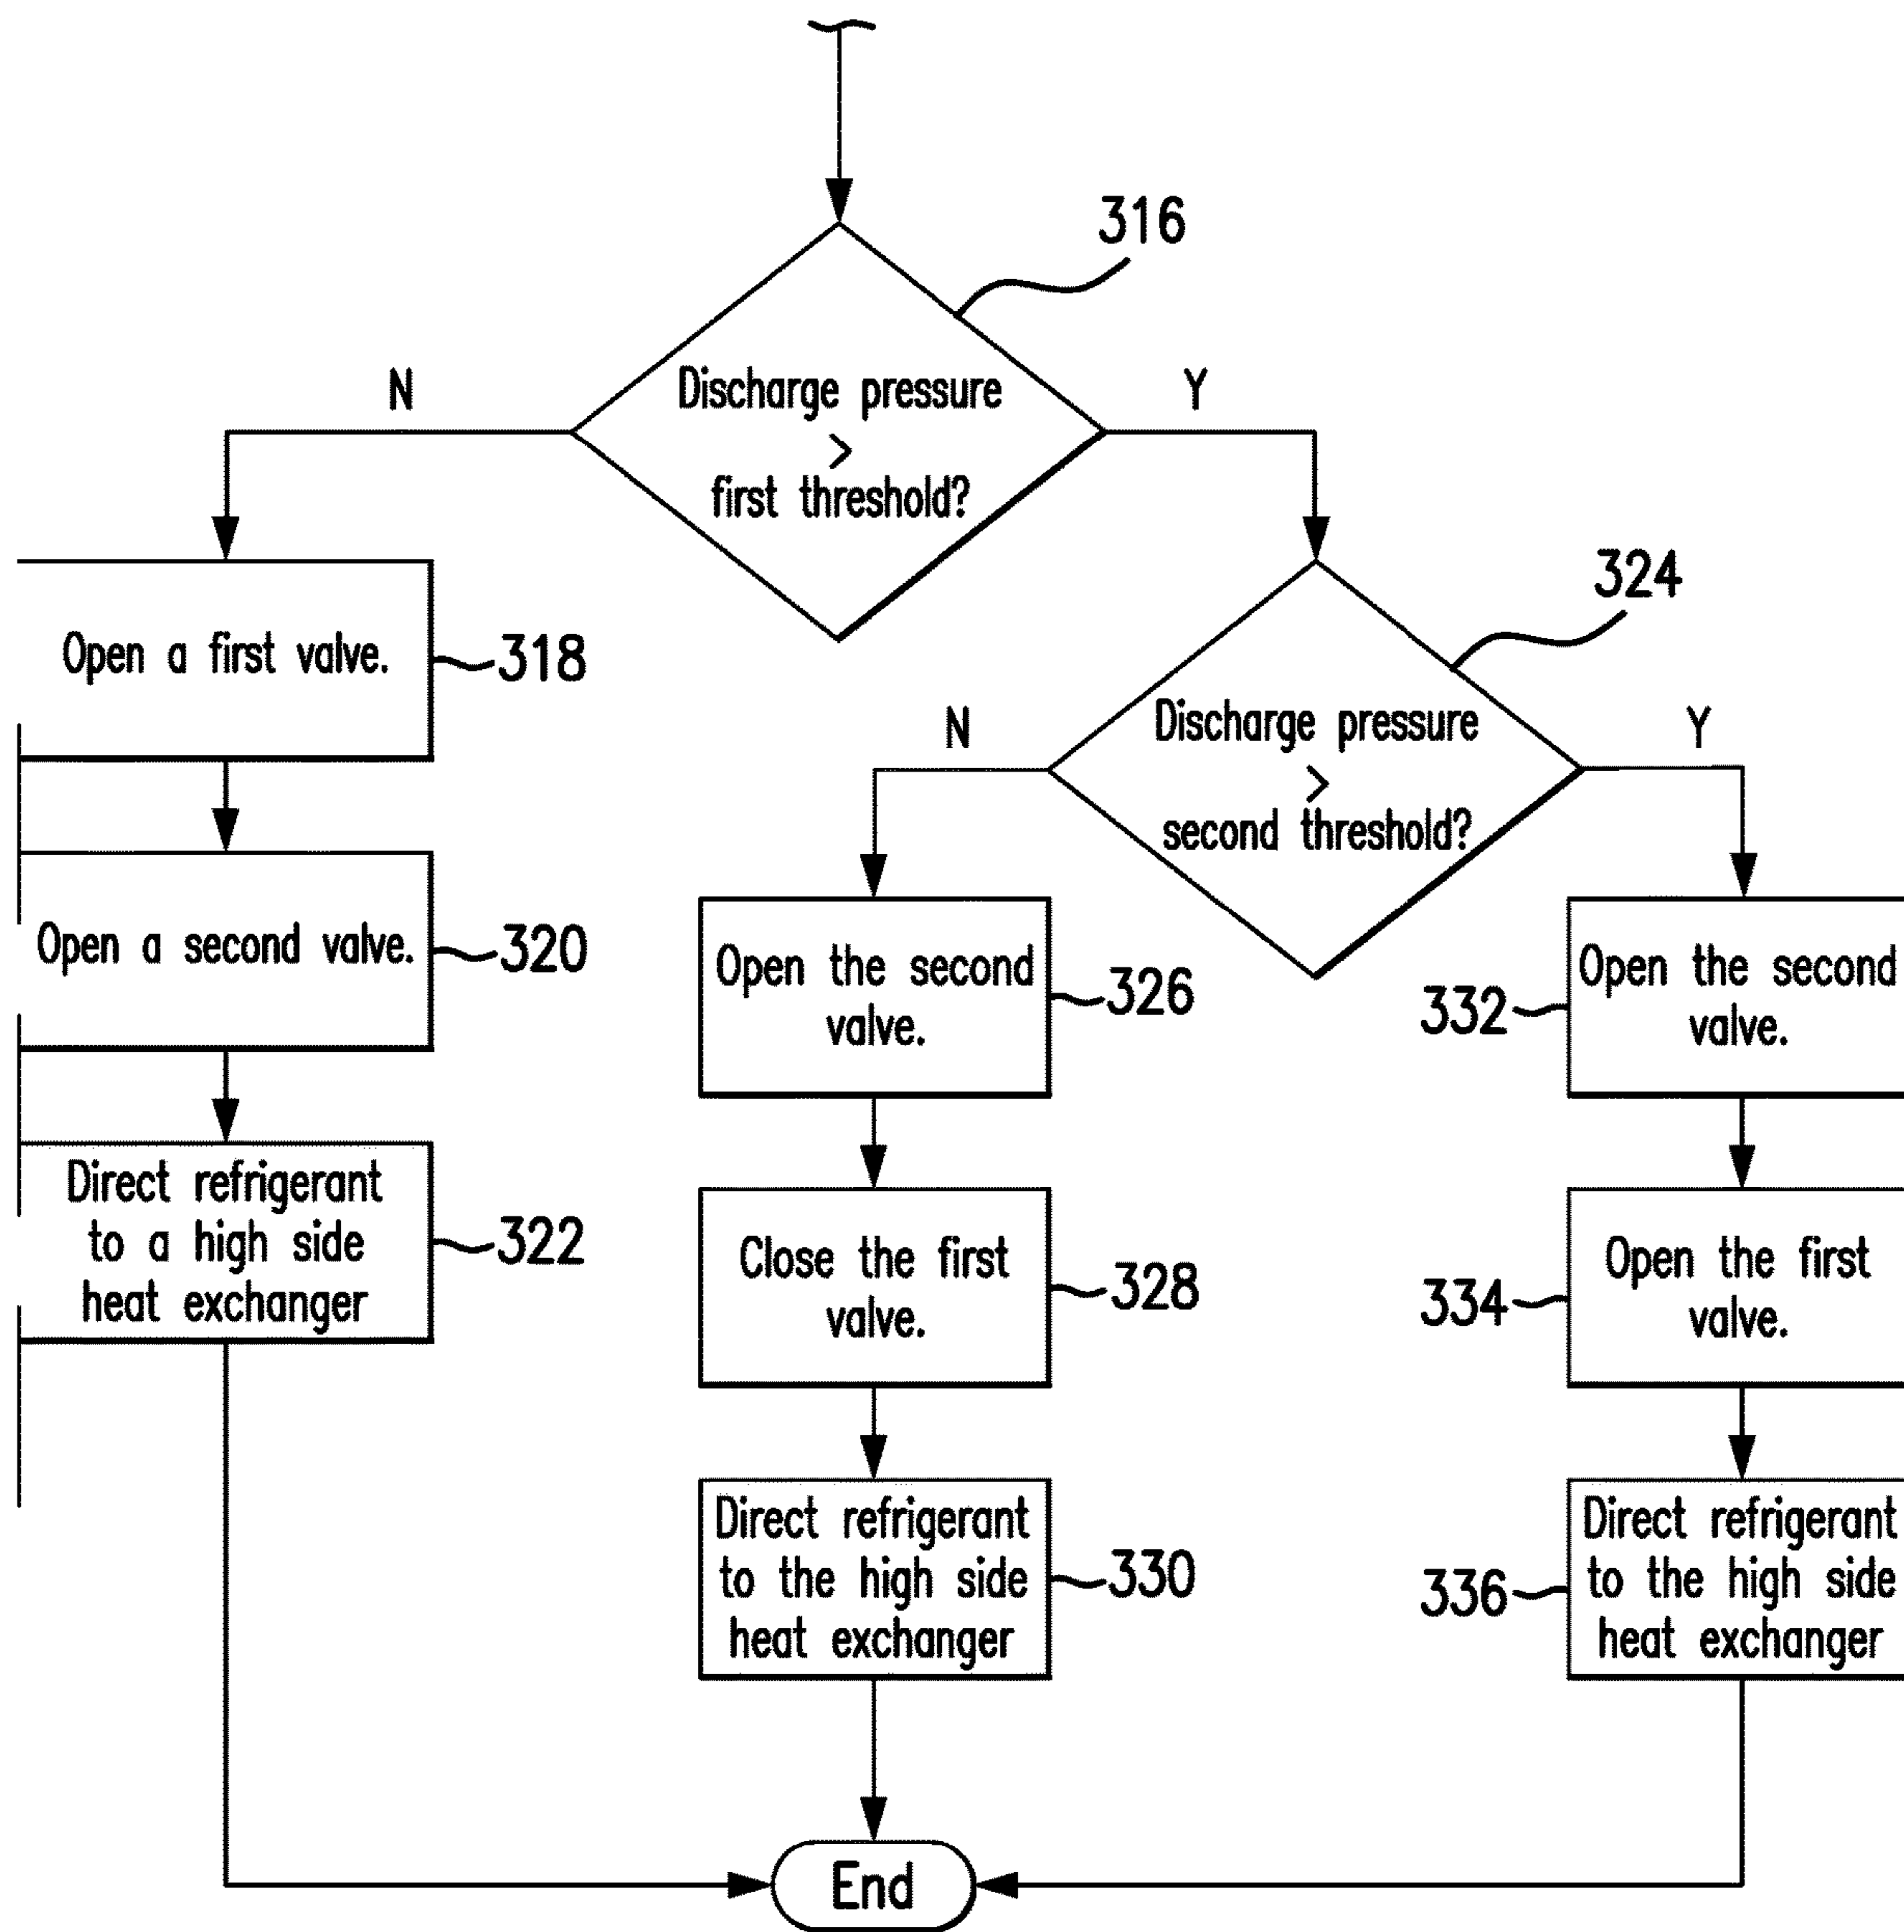 316
Discharge pressure
>
first threshold?
N
Y
318
Open a first valve.
324
Discharge pressure
>
second threshold?
N
Y
320
Open a second valve.
Open the second
valve.
326
332
Open the second
valve.
Direct refrigerant
to a high side
heat exchanger
322
Close the first
valve.
328
334
Open the first
valve.
Direct refrigerant
to the high side
heat exchanger
330
336
Direct refrigerant
to the high side
heat exchanger
End